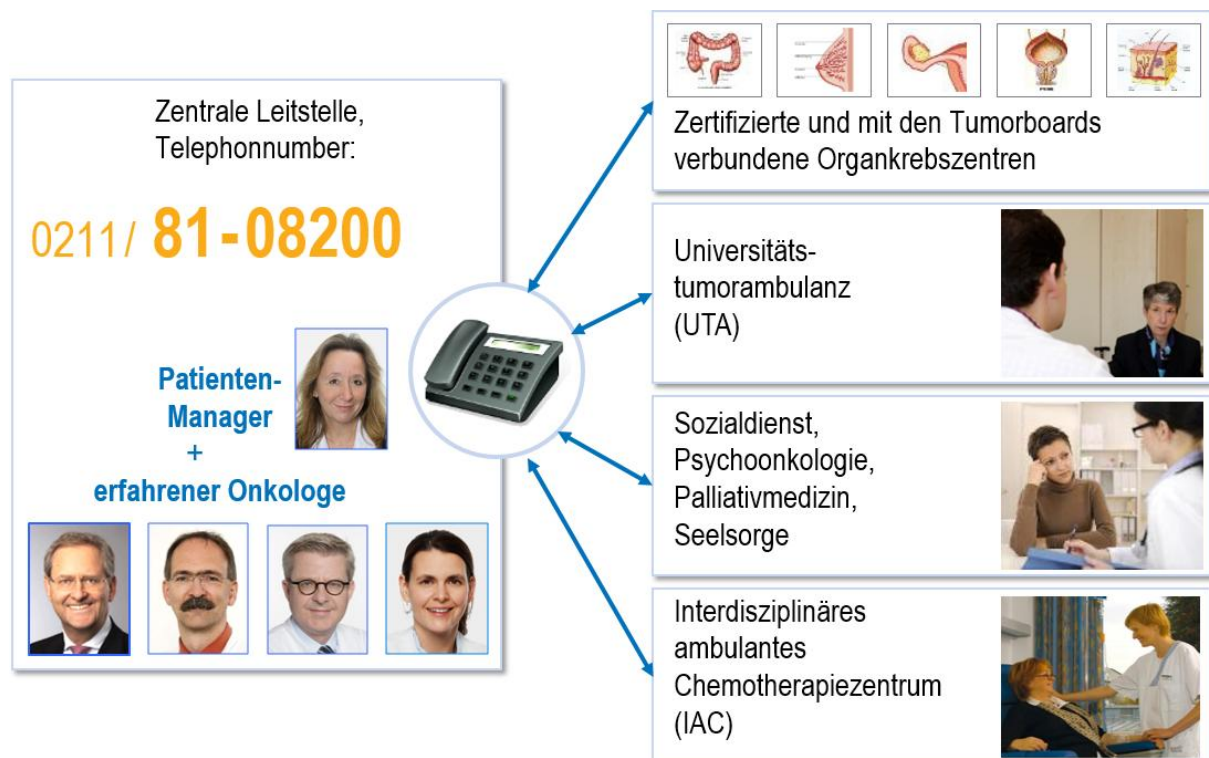 Zentrale Leitstelle,
Telephonnumber:
0211/ 81-08200
Patienten-
Manager
+
erfahrener Onkologe
Zertifizierte und mit den Tumorboards
verbundene Organkrebszentren
Universitäts-
tumorambulanz
(UTA)
Sozialdienst,
Psychoonkologie,
Palliativmedizin,
Seelsorge
Interdisziplinäres
ambulantes
Chemotherapiezentrum
(IAC)